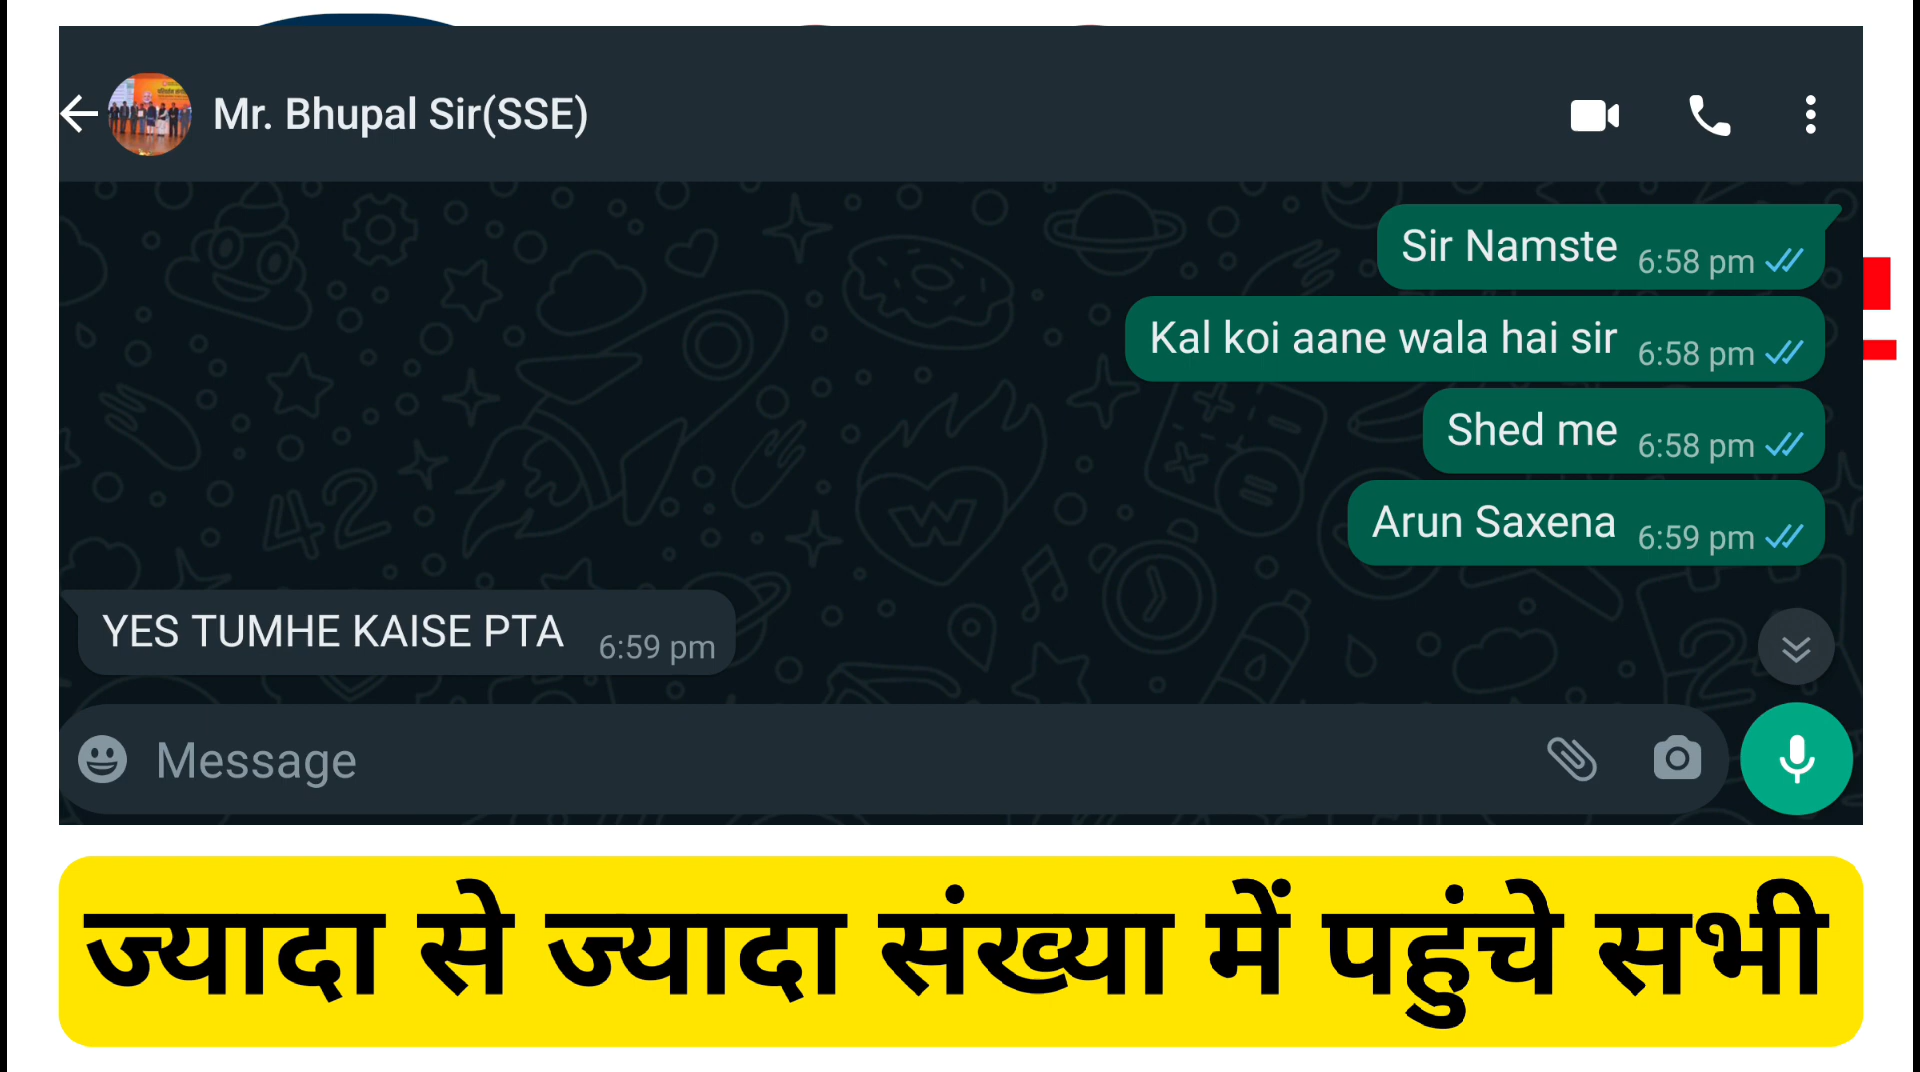 Mr. Bhupal Sir(SSE)
Sir Namste 6:58 pm
Kal koi aane wala hai sir 6:58 pm
Shed me 6:58 pm
Arun Saxena 6:59 pm
YES TUMHE KAISE PTA 6:59 pm
Message
ज्यादा से ज्यादा संख्या में पहुंचे सभी